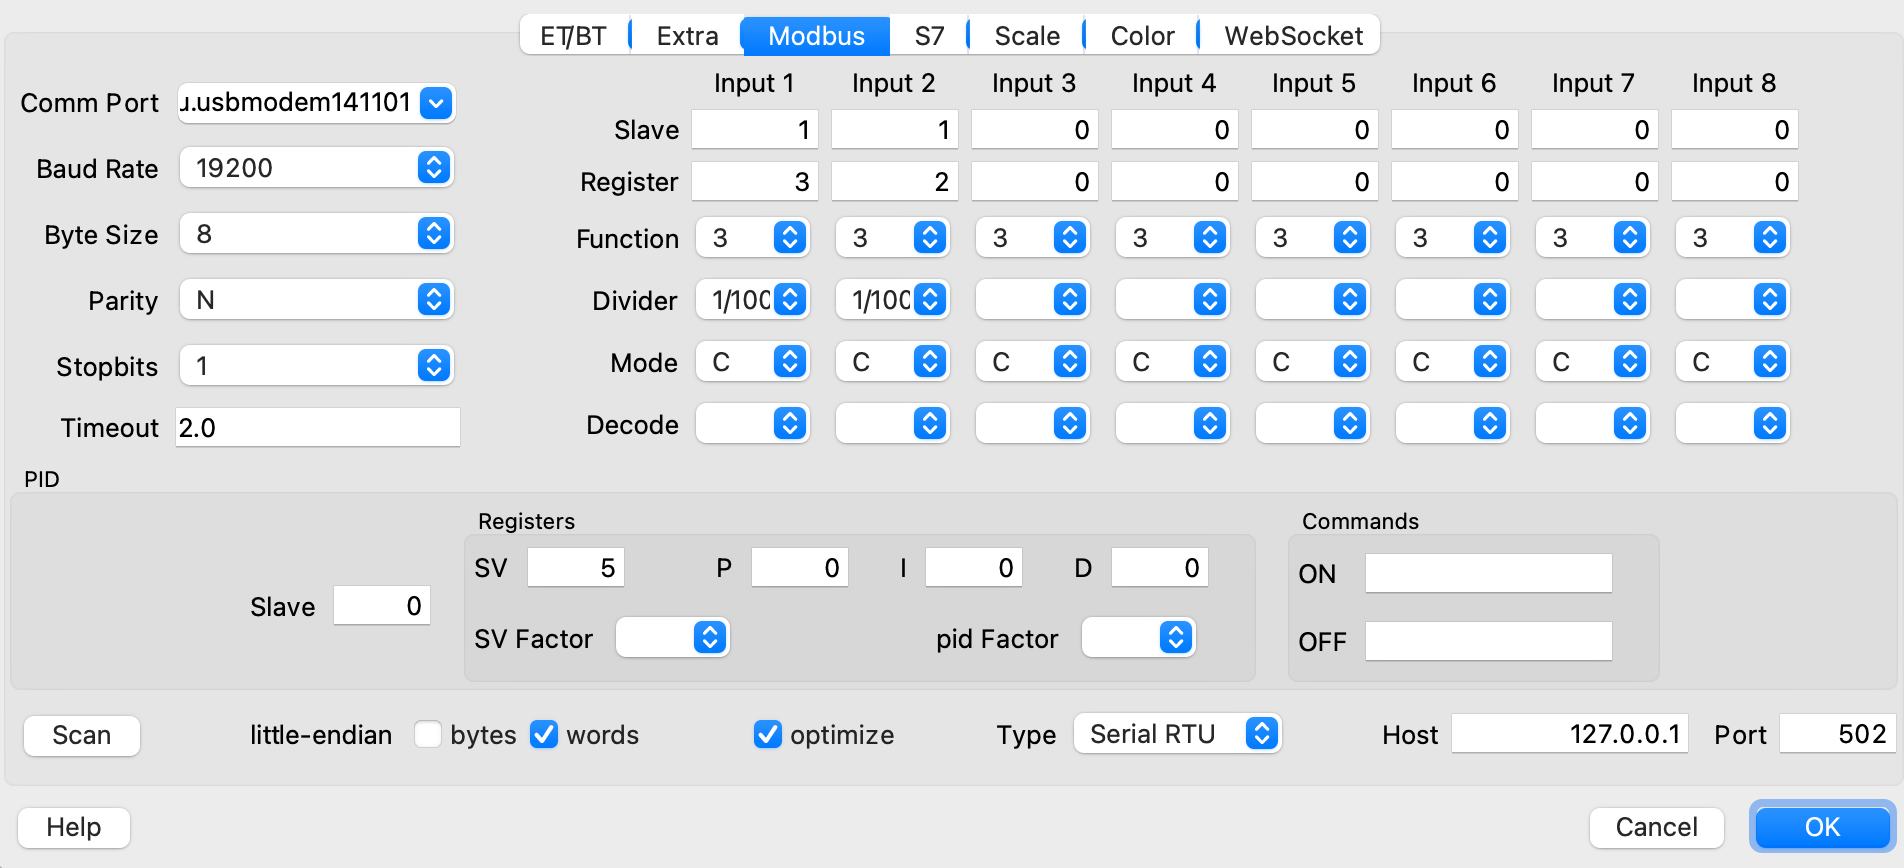 ET/BT Extra Modbus S7 Scale Color WebSocket
Input 1 Input 2 Input 3 Input 4 Input 5 Input 6 Input 7 Input 8
Comm Port u.usbmodem141101
Slave 1 1 0 0 0 0 0 0
Baud Rate 19200
Register 3 2 0 0 0 0 0 0
Byte Size 8
Function 3 3 3 3 3 3 3 3
Parity N
Divider 1/100 1/100
Stopbits 1
Mode C C C C C C C C
Timeout 2.0
Decode
PID
Registers
Commands
SV 5 P 0 I 0 D 0
ON
Slave 0
SV Factor pid Factor
OFF
Scan little-endian bytes words optimize Type Serial RTU Host 127.0.0.1 Port 502
Help Cancel OK